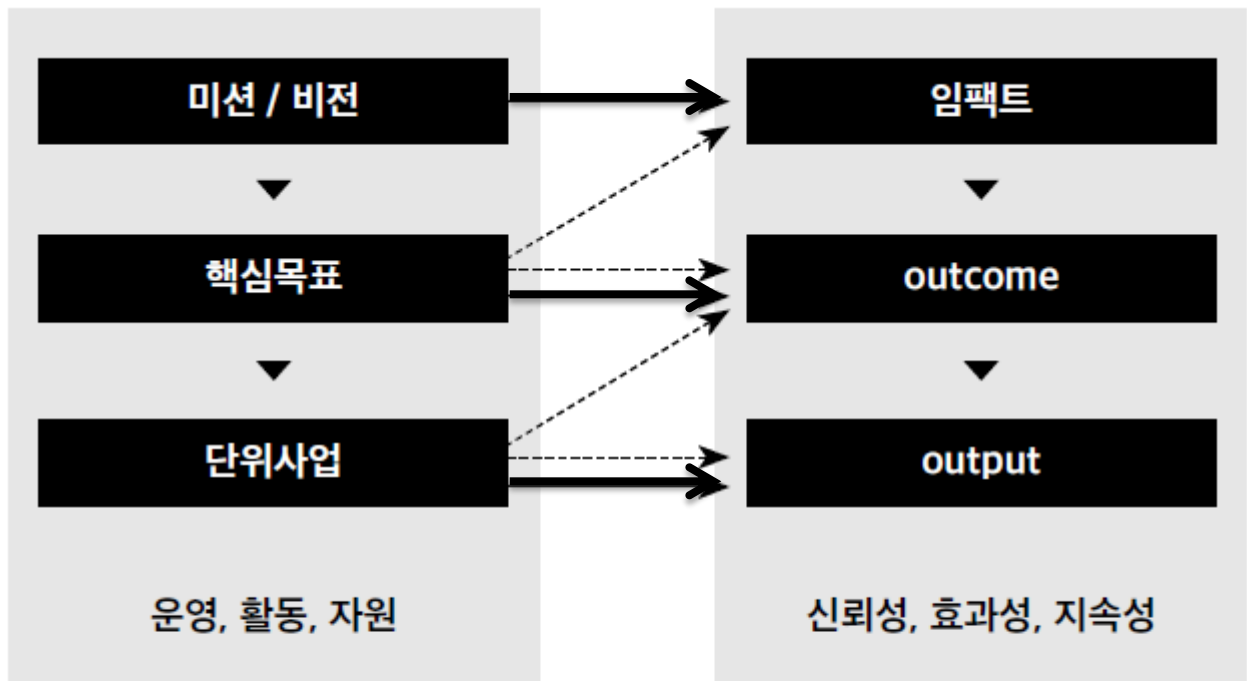 미션 / 비전
핵심목표
단위사업
운영, 활동, 자원
임팩트
outcome
output
신뢰성, 효과성, 지속성